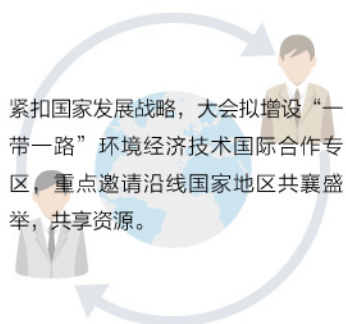 紧扣国家发展战略，大会拟增设“一
带一路”环境经济技术国际合作专
区，重点邀请沿线国家地区共襄盛
举，共享资源。